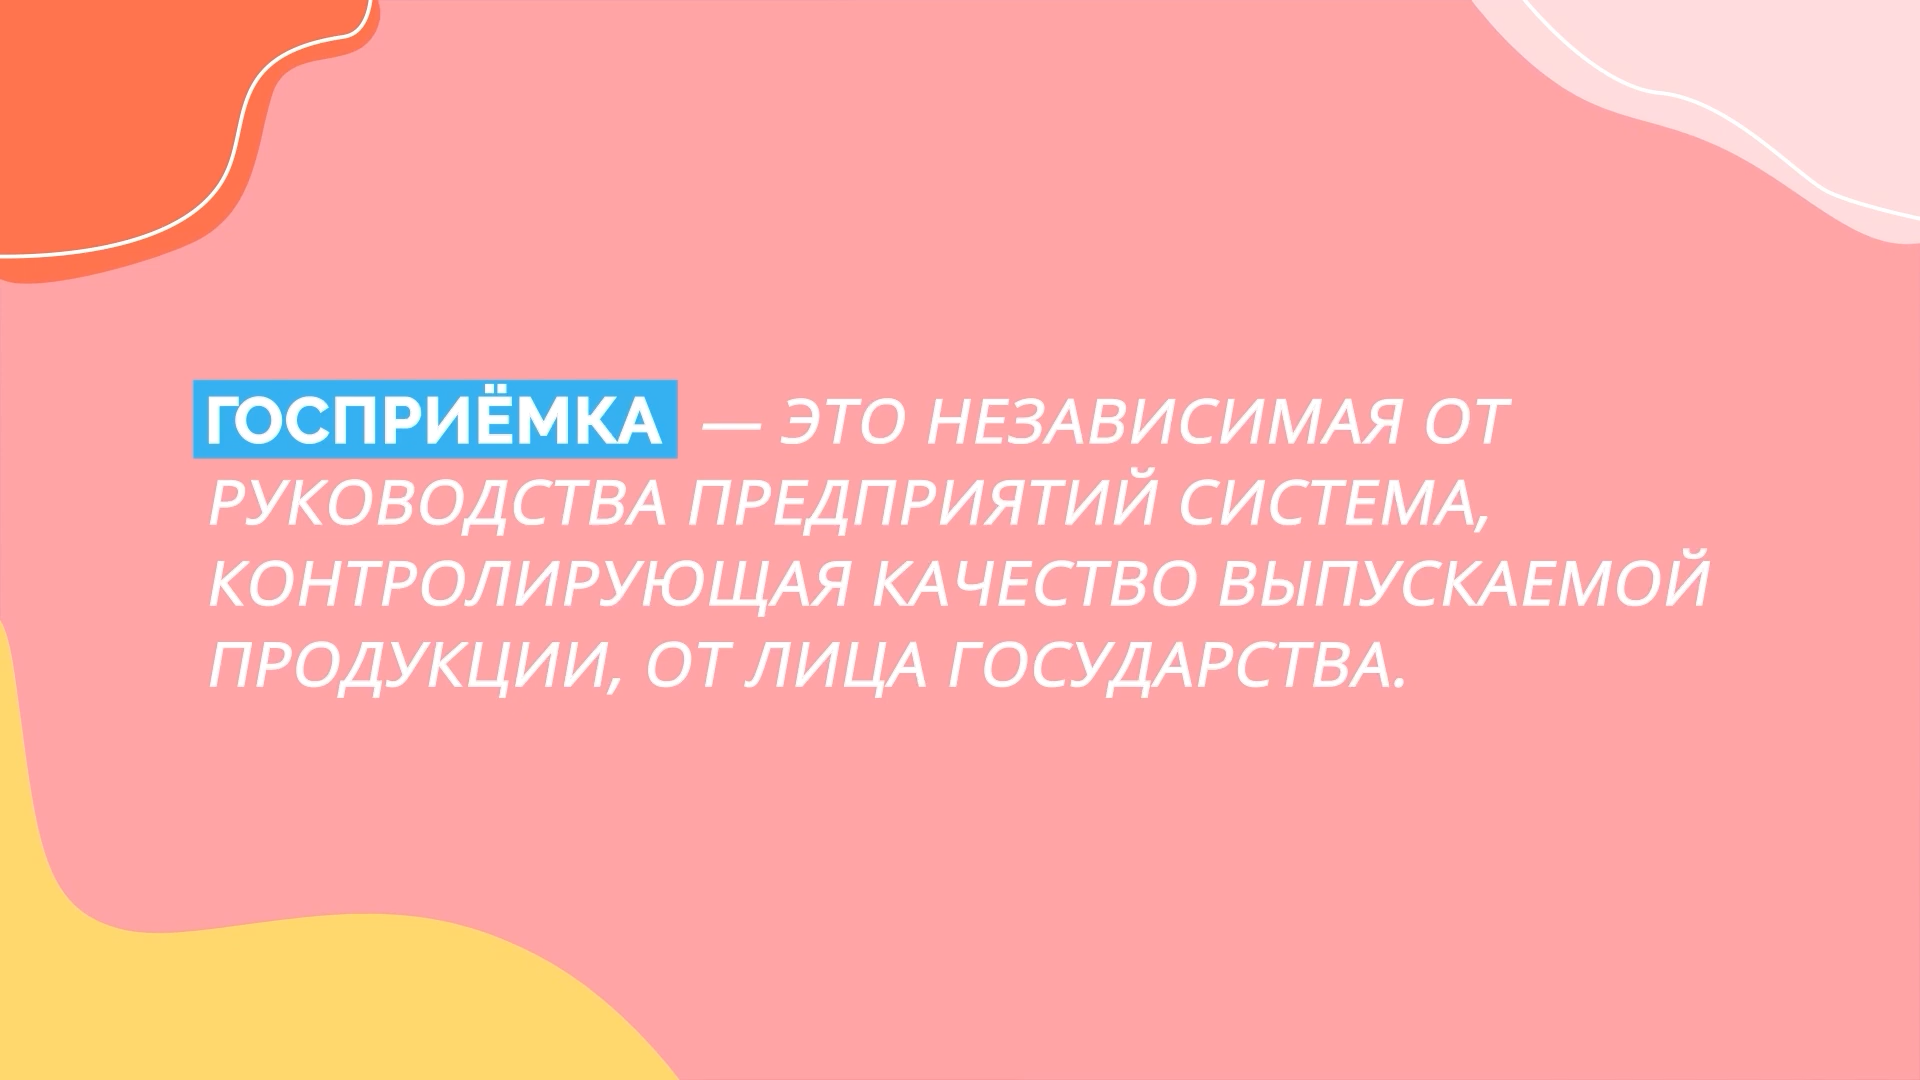 ГОСПРИЁМКА — ЭТО НЕЗАВИСИМАЯ ОТ
РУКОВОДСТВА ПРЕДПРИЯТИЙ СИСТЕМА,
КОНТРОЛИРУЮЩАЯ КАЧЕСТВО ВЫПУСКАЕМОЙ
ПРОДУКЦИИ, ОТ ЛИЦА ГОСУДАРСТВА.